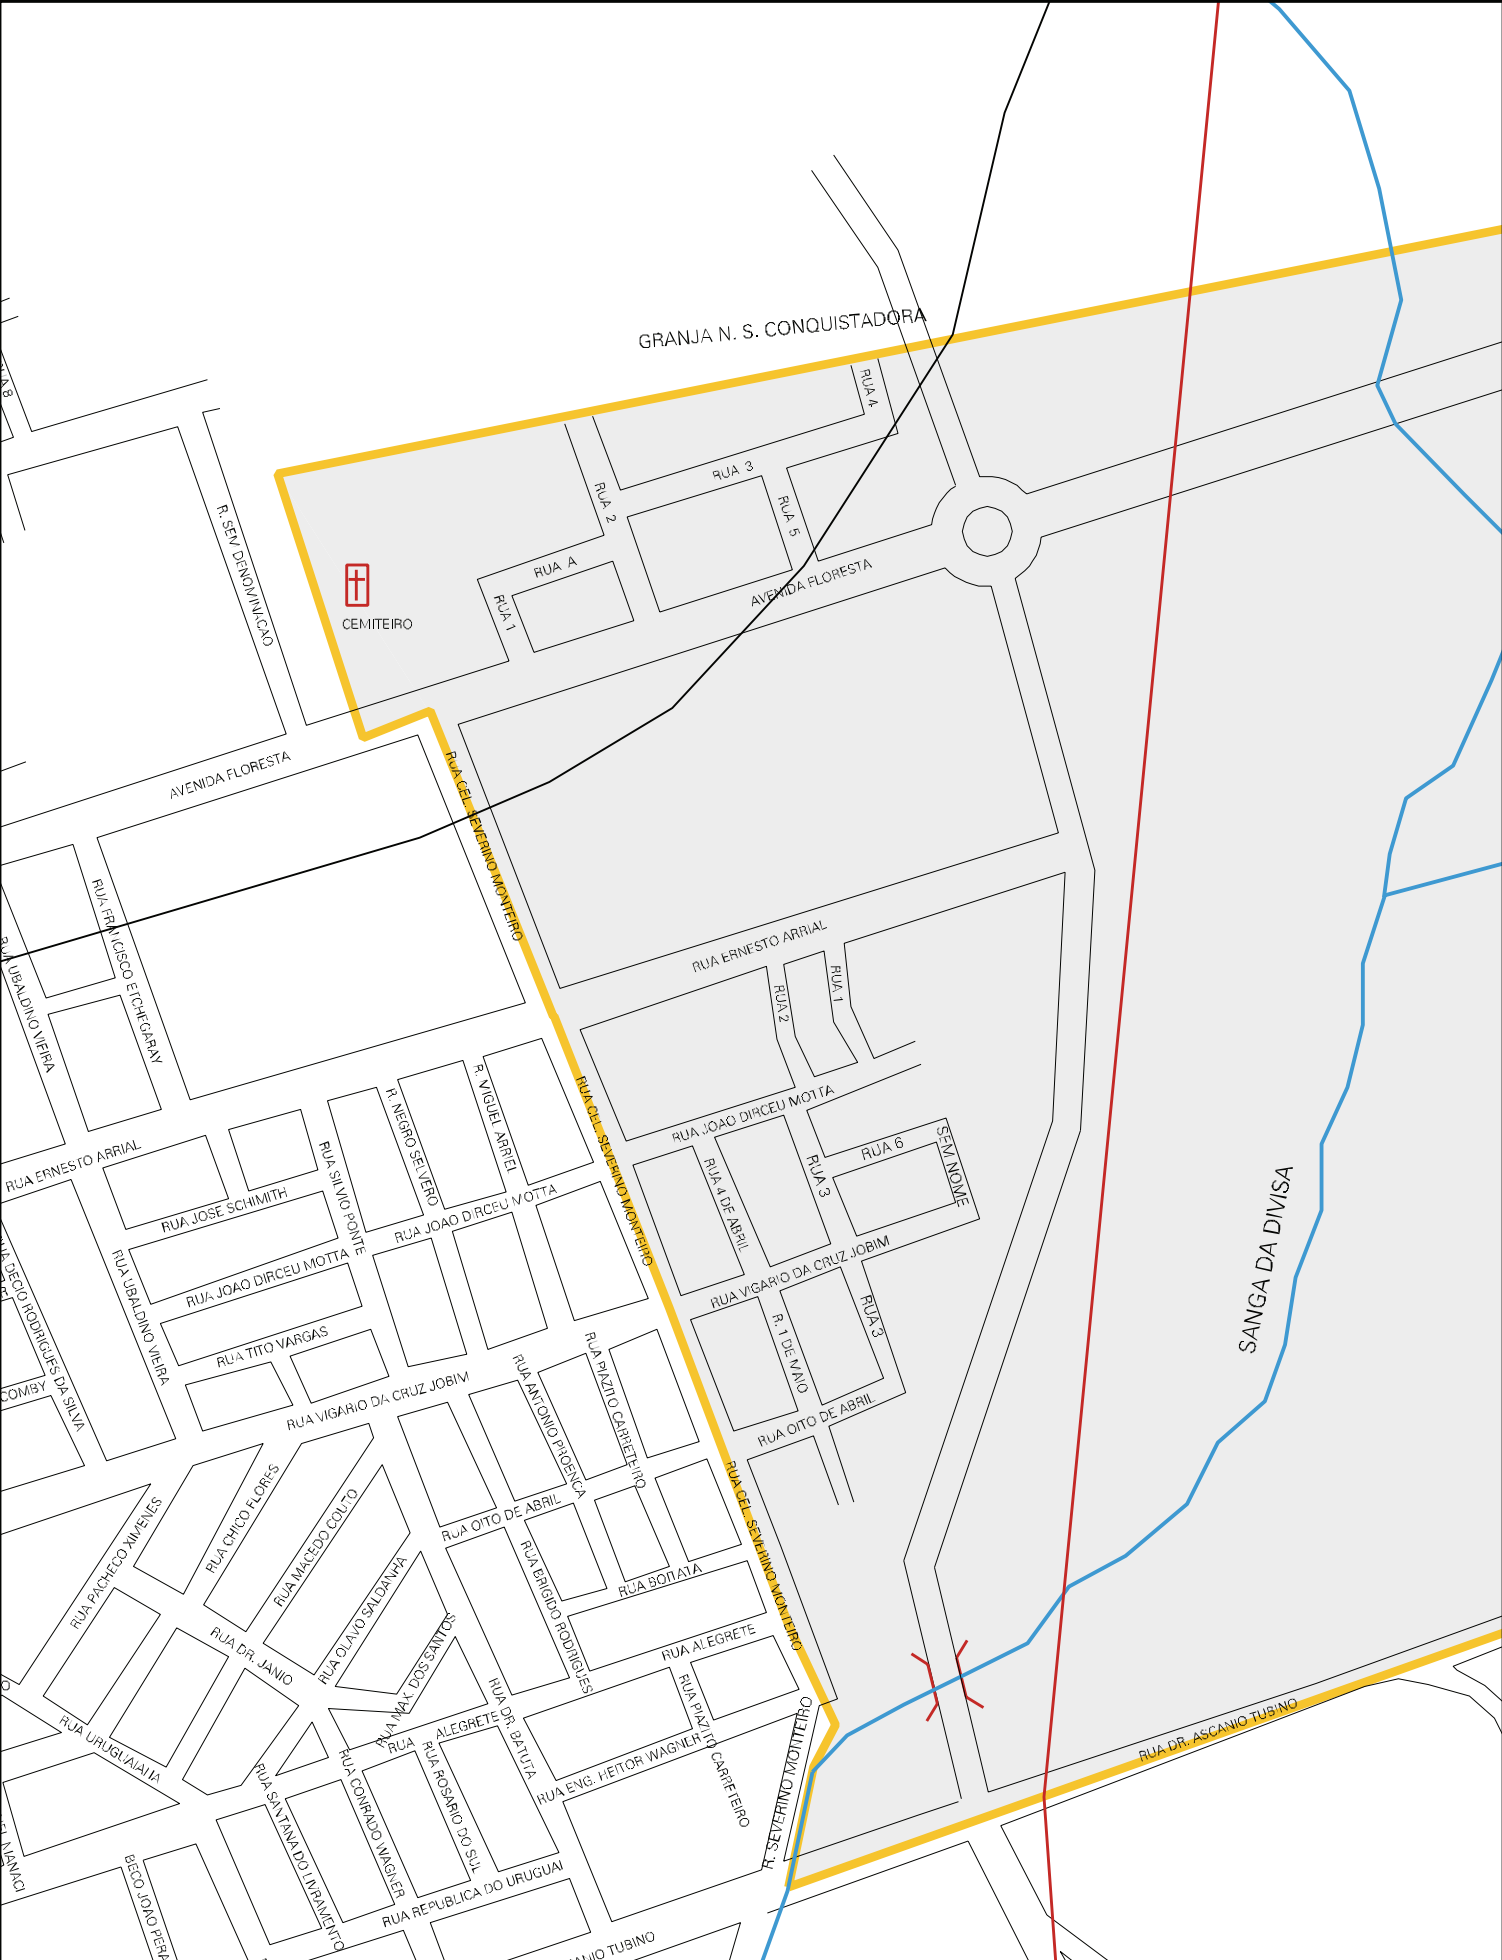 GRANJA N. S. CONQUISTADORA
RUA 4
RUA 3
RUA 2
RUA 5
R. SEM DENOMINACAO
RUA A
AVENIDA FLORESTA
RUA 1
CEMITEIRO
AVENIDA FLORESTA
RUA CEL. SEVERINO MONTEIRO
RUA FRANCISCO ETCHEGARAY
RUA UBALDINO VIEIRA
RUA ERNESTO ARRIAL
RUA 2
RUA 1
R. MIGUEL ARRIEL
R. NEGRO SELVERO
RUA CEL. SEVERINO MONTEIRO
RUA JOAO DIRCEU MOTTA
RUA ERNESTO ARRIAL
RUA SILVIO PONTE
RUA 4 DE ABRIL
RUA 3
RUA 6
SEM NOME
RUA JOSE SCHIMITH
RUA JOAO DIRCEU MOTTA
SANGA DA DIVISA
RUA DECIO RODRIGUES DA SILVA
RUA UBALDINO VIEIRA
RUA JOAO DIRCEU MOTTA
RUA VIGARIO DA CRUZ JOBIM
RUA 3
R. 1 DE MAIO
RUA TITO VARGAS
RUA PIAZITO CARRETEIRO
RUA ANTONIO PROENCA
COMBY
RUA VIGARIO DA CRUZ JOBIM
RUA OITO DE ABRIL
RUA CEL. SEVERINO MONTEIRO
RUA PACHECO XIMENES
RUA CHICO FLORES
RUA MACEDO COUTO
RUA OITO DE ABRIL
RUA OLAVO SALDANHA
RUA BRIGIDO RODRIGUES
RUA BOITATA
RUA DR. JANIO
RUA MAX. DOS SANTOS
RUA ALEGRETE
RUA URUGUAIANA
RUA ALEGRETE
RUA DR. BATUTA
RUA PIAZITO CARRETEIRO
R. SEVERINO MONTEIRO
RUA DR. ASCANIO TUBINO
RUA ENG. HEITOR WAGNER
RUA SANTANA DO LIVRAMENTO
RUA CONRADO WAGNER
RUA ROSARIO DO SUL
BECO JOAO PERA
RUA REPUBLICA DO URUGUAI
TUBINO